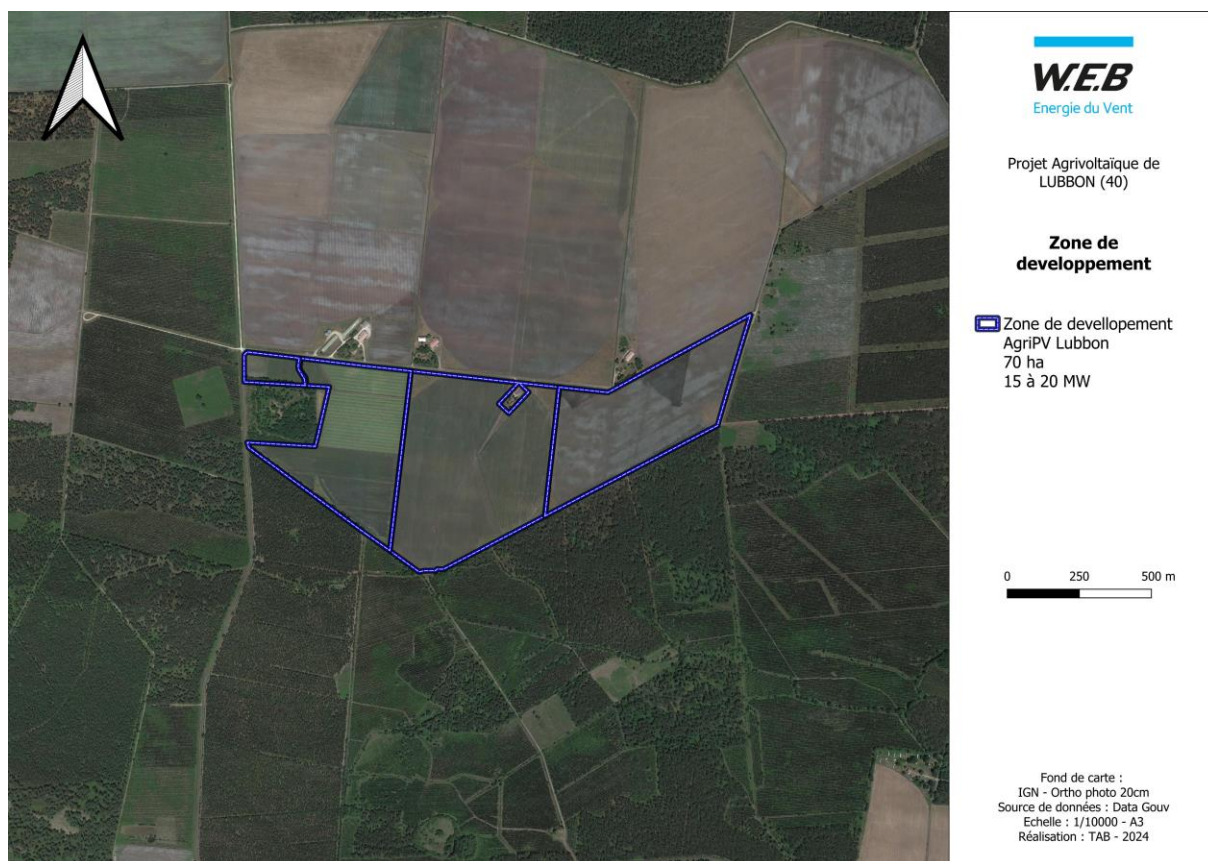 W.E.B
Energie du Vent
Projet Agrivoltaïque de
LUBBON (40)
Zone de
developpement
Zone de devellopement
AgriPV Lubbon
70 ha
15 à 20 MW
0 250 500 m
Fond de carte :
IGN - Ortho photo 20cm
Source de données : Data Gouv
Echelle : 1/10000 - A3
Réalisation : TAB - 2024